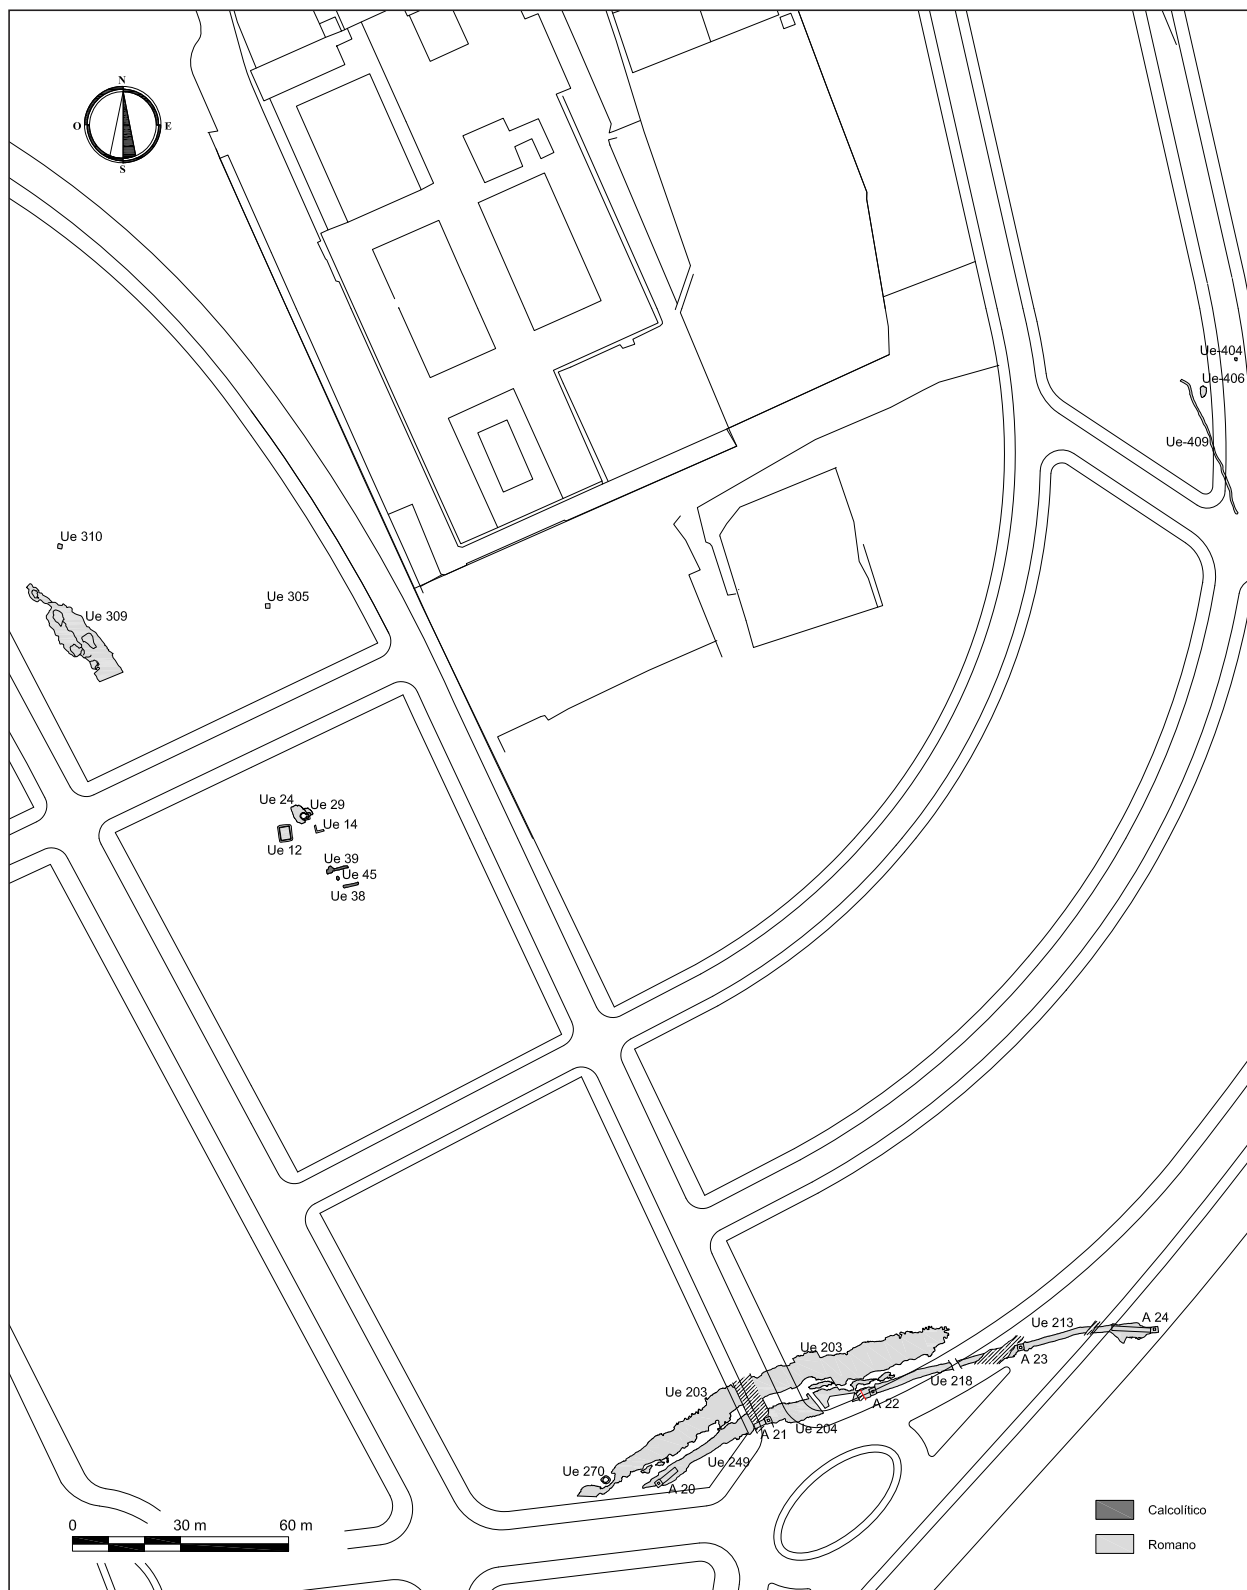 N
O E
S
Ue-404
Ue-406
Ue-409
Ue 310
Ue 305
Ue 309
Ue 24
Ue 29
Ue 14
Ue 12
Ue 39
Ue 45
Ue 38
A 24
Ue 213
Ue 203
A 23
Ue 218
Ue 203
A 22
Ue 204
A 21
Ue 249
Ue 270
A 20
0 30 m 60 m
Calcolítico
Romano